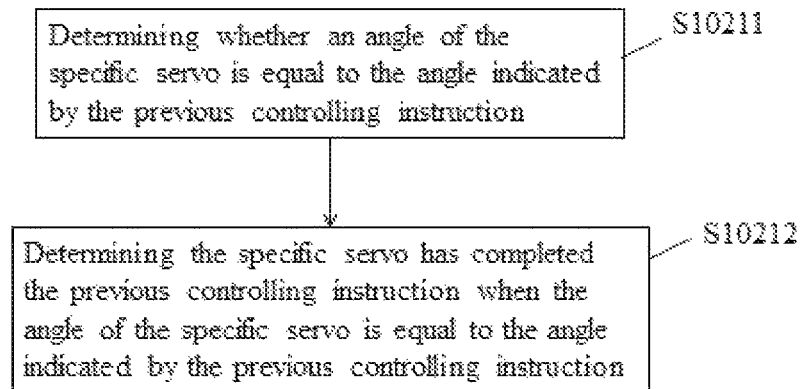 Determining whether an angle of the
specific servo is equal to the angle indicated
by the previous controlling instruction
S10211
Determining the specific servo has completed
the previous controlling instruction when the
angle of the specific servo is equal to the angle
indicated by the previous controlling instruction
S10212